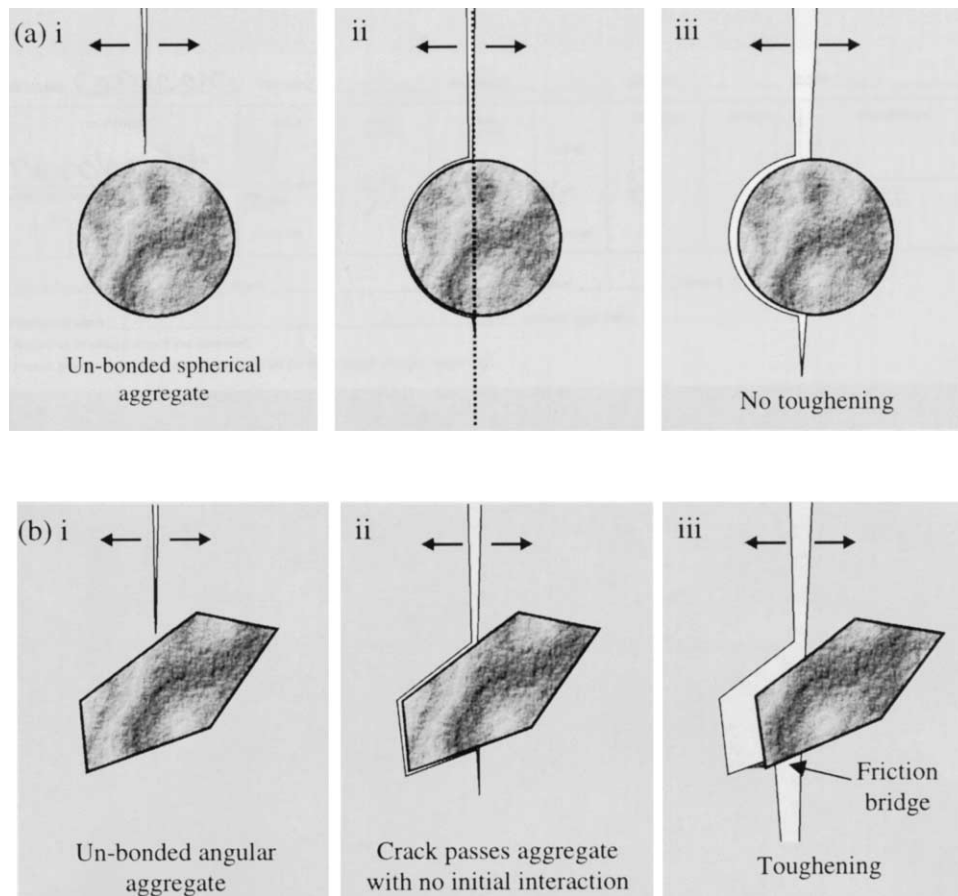 (a) i
ii
iii
Un-bonded spherical
aggregate
No toughening
(b) i
ii
iii
Friction
bridge
Un-bonded angular
aggregate
Crack passes aggregate
with no initial interaction
Toughening